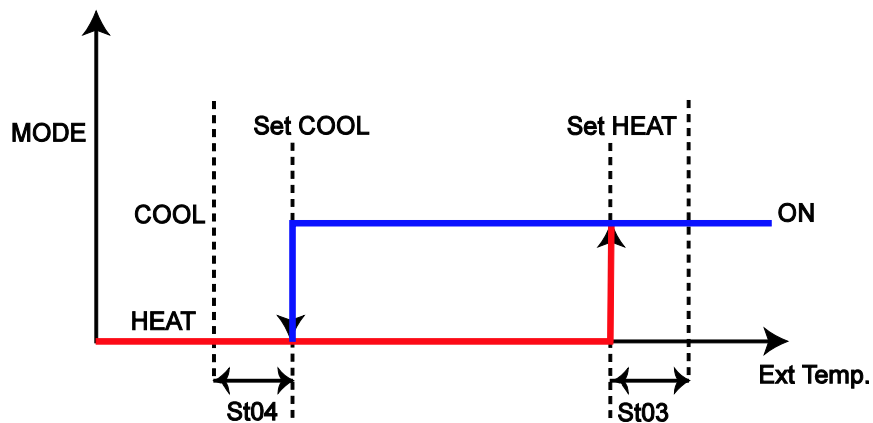 Set COOL
Set HEAT
MODE
COOL
ON
HEAT
Ext Temp.
St04
St03